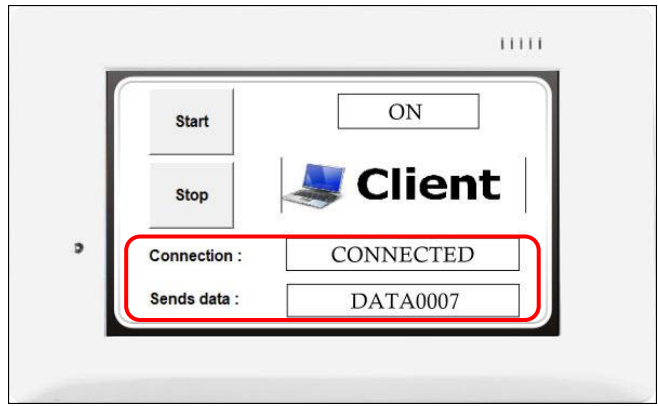 Start
ON
Stop
Client
Connection :
CONNECTED
Sends data :
DATA0007